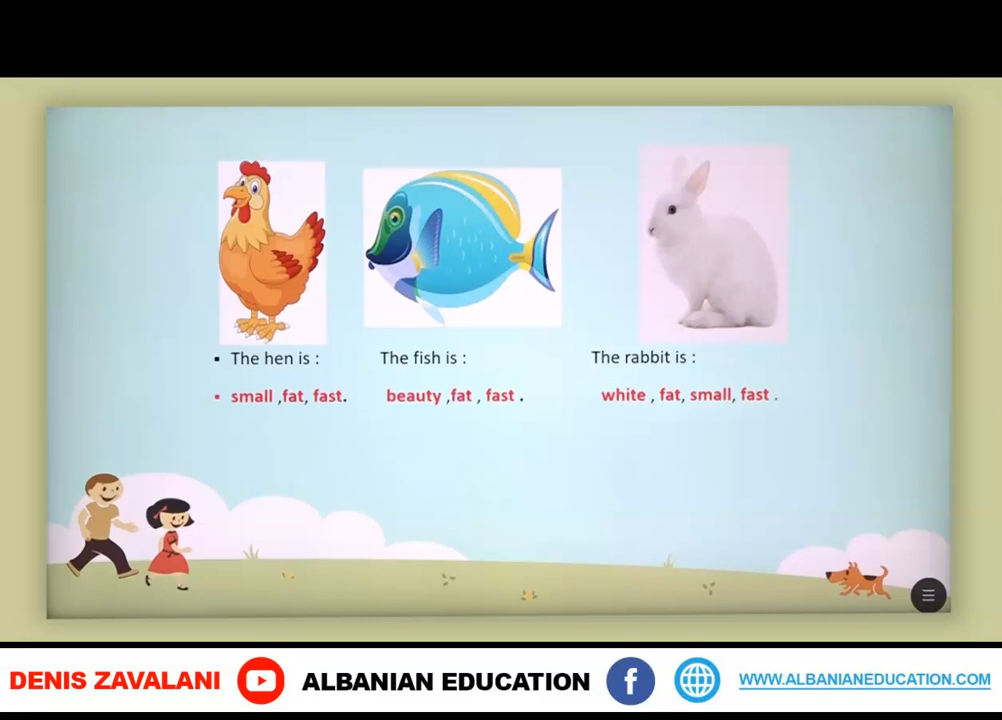 ▪ The hen is : The fish is : The rabbit is :
• small ,fat, fast. beauty ,fat , fast . white , fat, small, fast .
DENIS ZAVALANI ALBANIAN EDUCATION f WWW.ALBANIANEDUCATION.COM